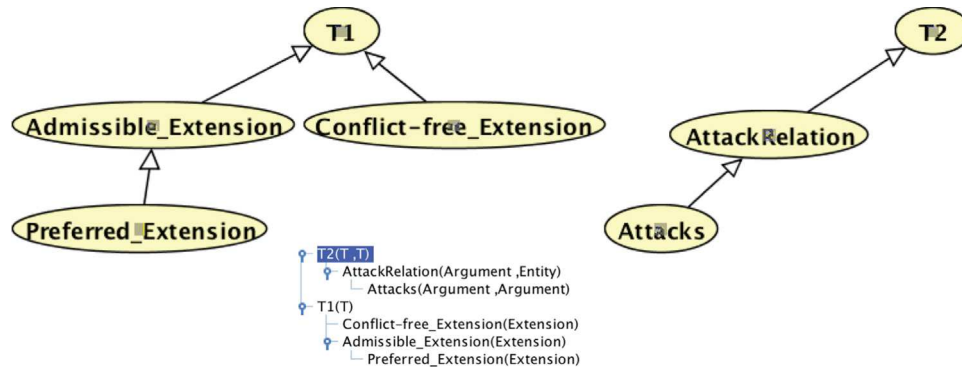 T1
T2
Admissible_Extension
Conflict-free_Extension
AttackRelation
Preferred_Extension
Attacks
T2(T ,T)
AttackRelation(Argument ,Entity)
Attacks(Argument ,Argument)
T1(T)
Conflict-free_Extension(Extension)
Admissible_Extension(Extension)
Preferred_Extension(Extension)